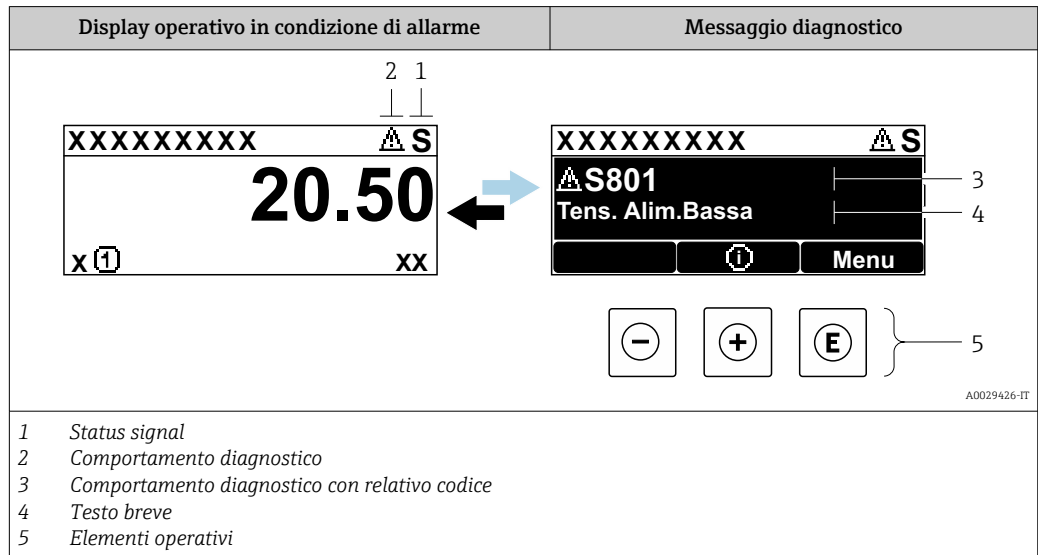 Display operativo in condizione di allarme
Messaggio diagnostico
2 1
XXXXXXXXX ⚠ S
20.50
x ① xx
XXXXXXXXX ⚠ S
⚠S801
Tens. Alim.Bassa
ⓘ Menu
3
4
− + E
5
A0029426-IT
1 Status signal
2 Comportamento diagnostico
3 Comportamento diagnostico con relativo codice
4 Testo breve
5 Elementi operativi